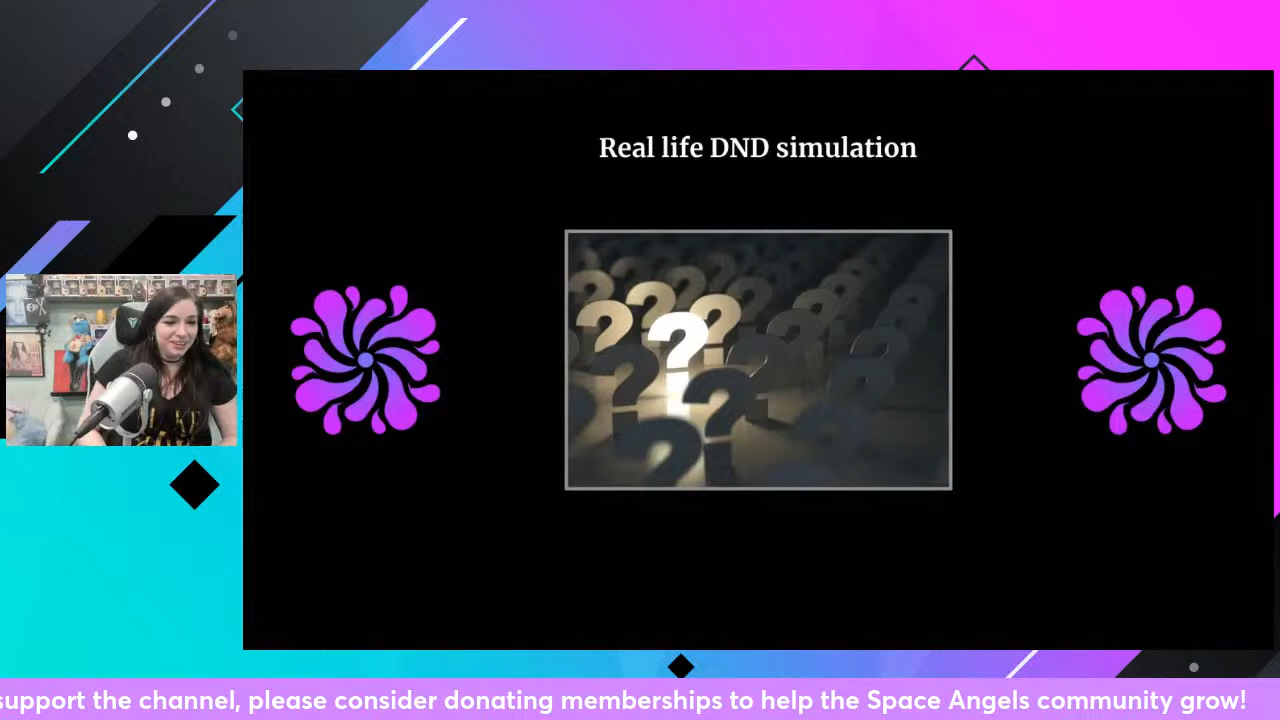 Real life DND simulation
support the channel, please consider donating memberships to help the Space Angels community grow!